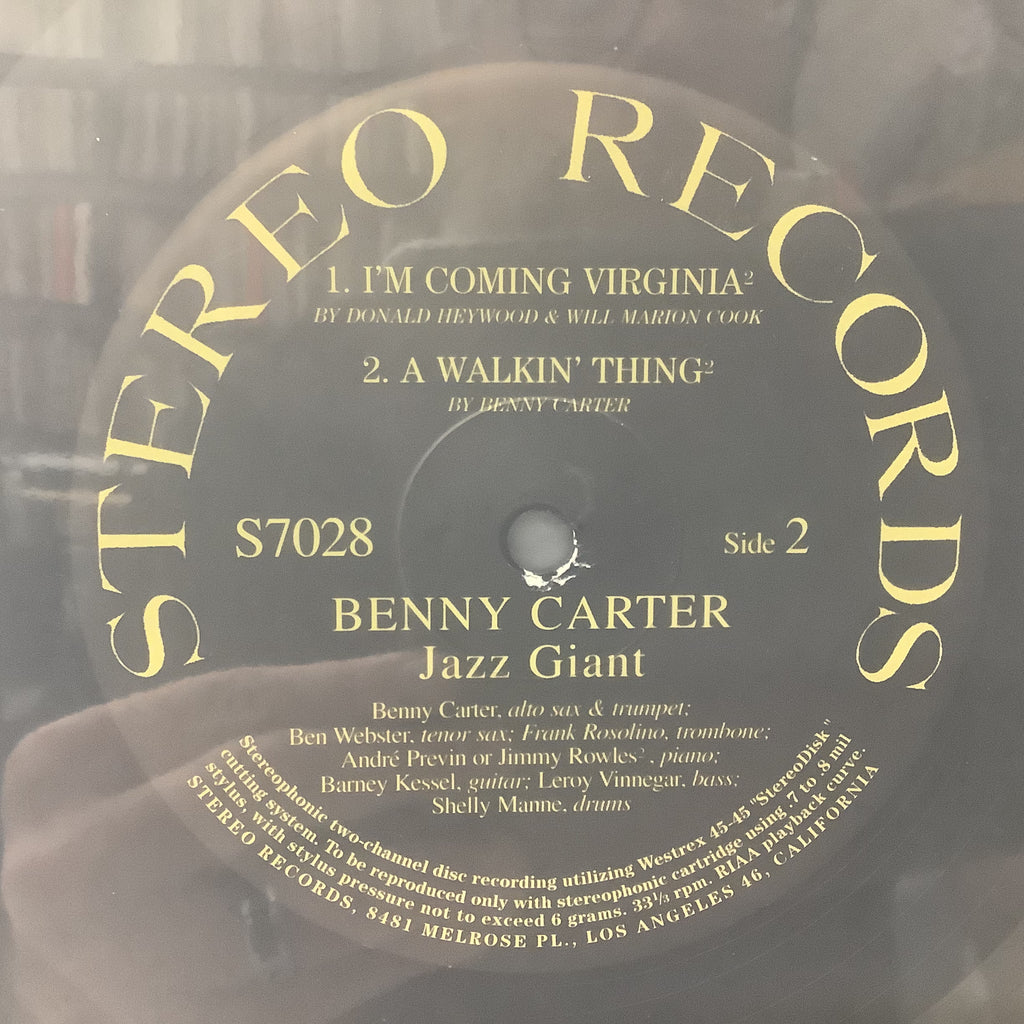 STEREO RECORDS
1. I'M COMING VIRGINIA²
BY DONALD HEYWOOD & WILL MARION COOK
2. A WALKIN' THING²
BY BENNY CARTER
S7028
Side 2
BENNY CARTER
Jazz Giant
Benny Carter, alto sax & trumpet;
Ben Webster, tenor sax; Frank Rosolino, trombone;
André Previn or Jimmy Rowles², piano;
Barney Kessel, guitar; Leroy Vinnegar, bass;
Shelly Manne, drums
Stereophonic two-channel disc recording utilizing Westrex 45-45 "StereoDisk"
cutting system. To be reproduced only with stereophonic cartridge using .7 to .8 mil
stylus, with stylus pressure not to exceed 6 grams. 33⅓ rpm. RIAA playback curve.
STEREO RECORDS, 8481 MELROSE PL., LOS ANGELES 46, CALIFORNIA